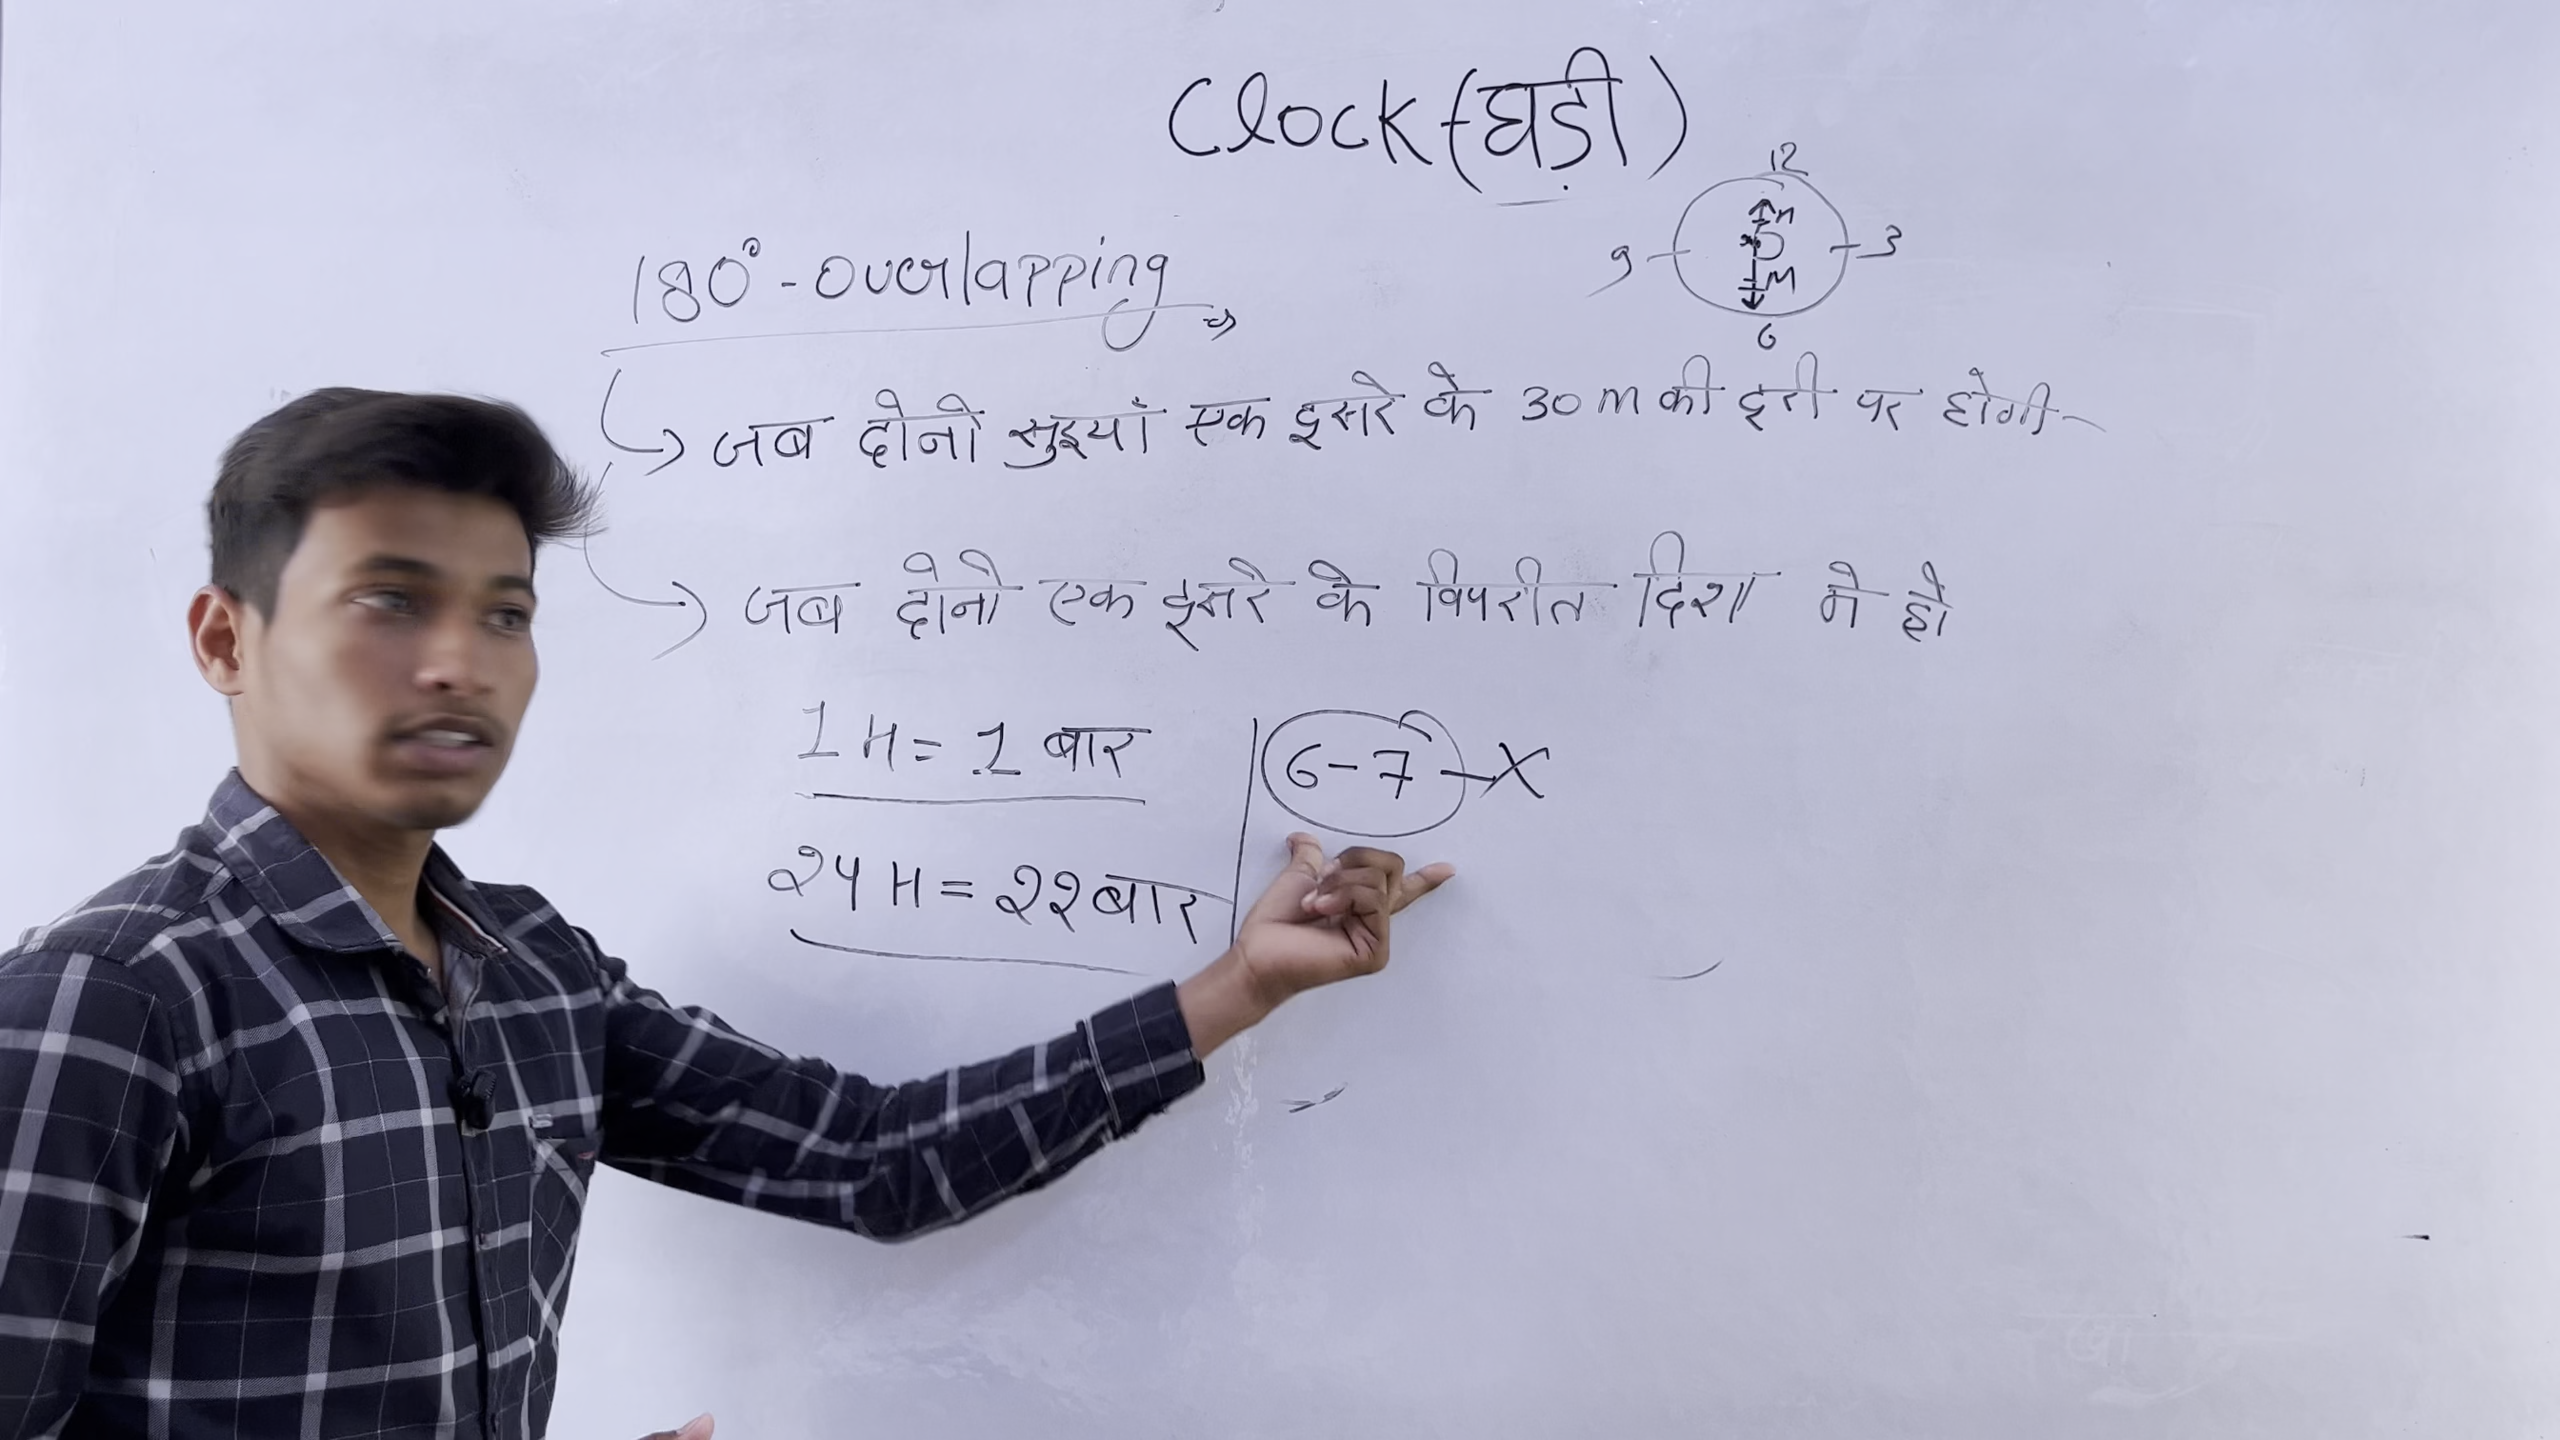 Clock (घड़ी)
12
180° - overlapping
9
3
M
6
जब दोनो सुइयाँ एक दुसरे के 30 m की दुरी पर होगी
जब दोनो एक दुसरे के विपरीत दिशा मे हो
1 H = 1 बार
6-7 - X
24 H = 22 बार